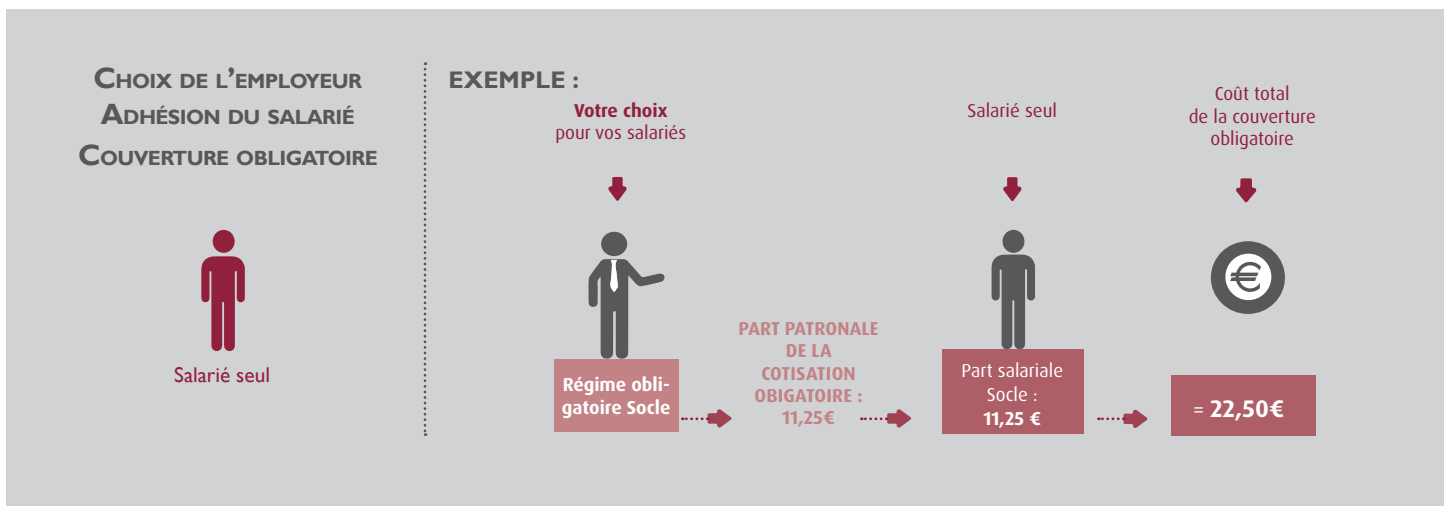 CHOIX DE L'EMPLOYEUR
ADHÉSION DU SALARIÉ
COUVERTURE OBLIGATOIRE
Salarié seul
EXEMPLE :
Votre choix
pour vos salariés
Salarié seul
Coût total
de la couverture
obligatoire
Régime obli-
gatoire Socle
PART PATRONALE
DE LA
COTISATION
OBIGATOIRE :
11,25€
Part salariale
Socle :
11,25 €
= 22,50€